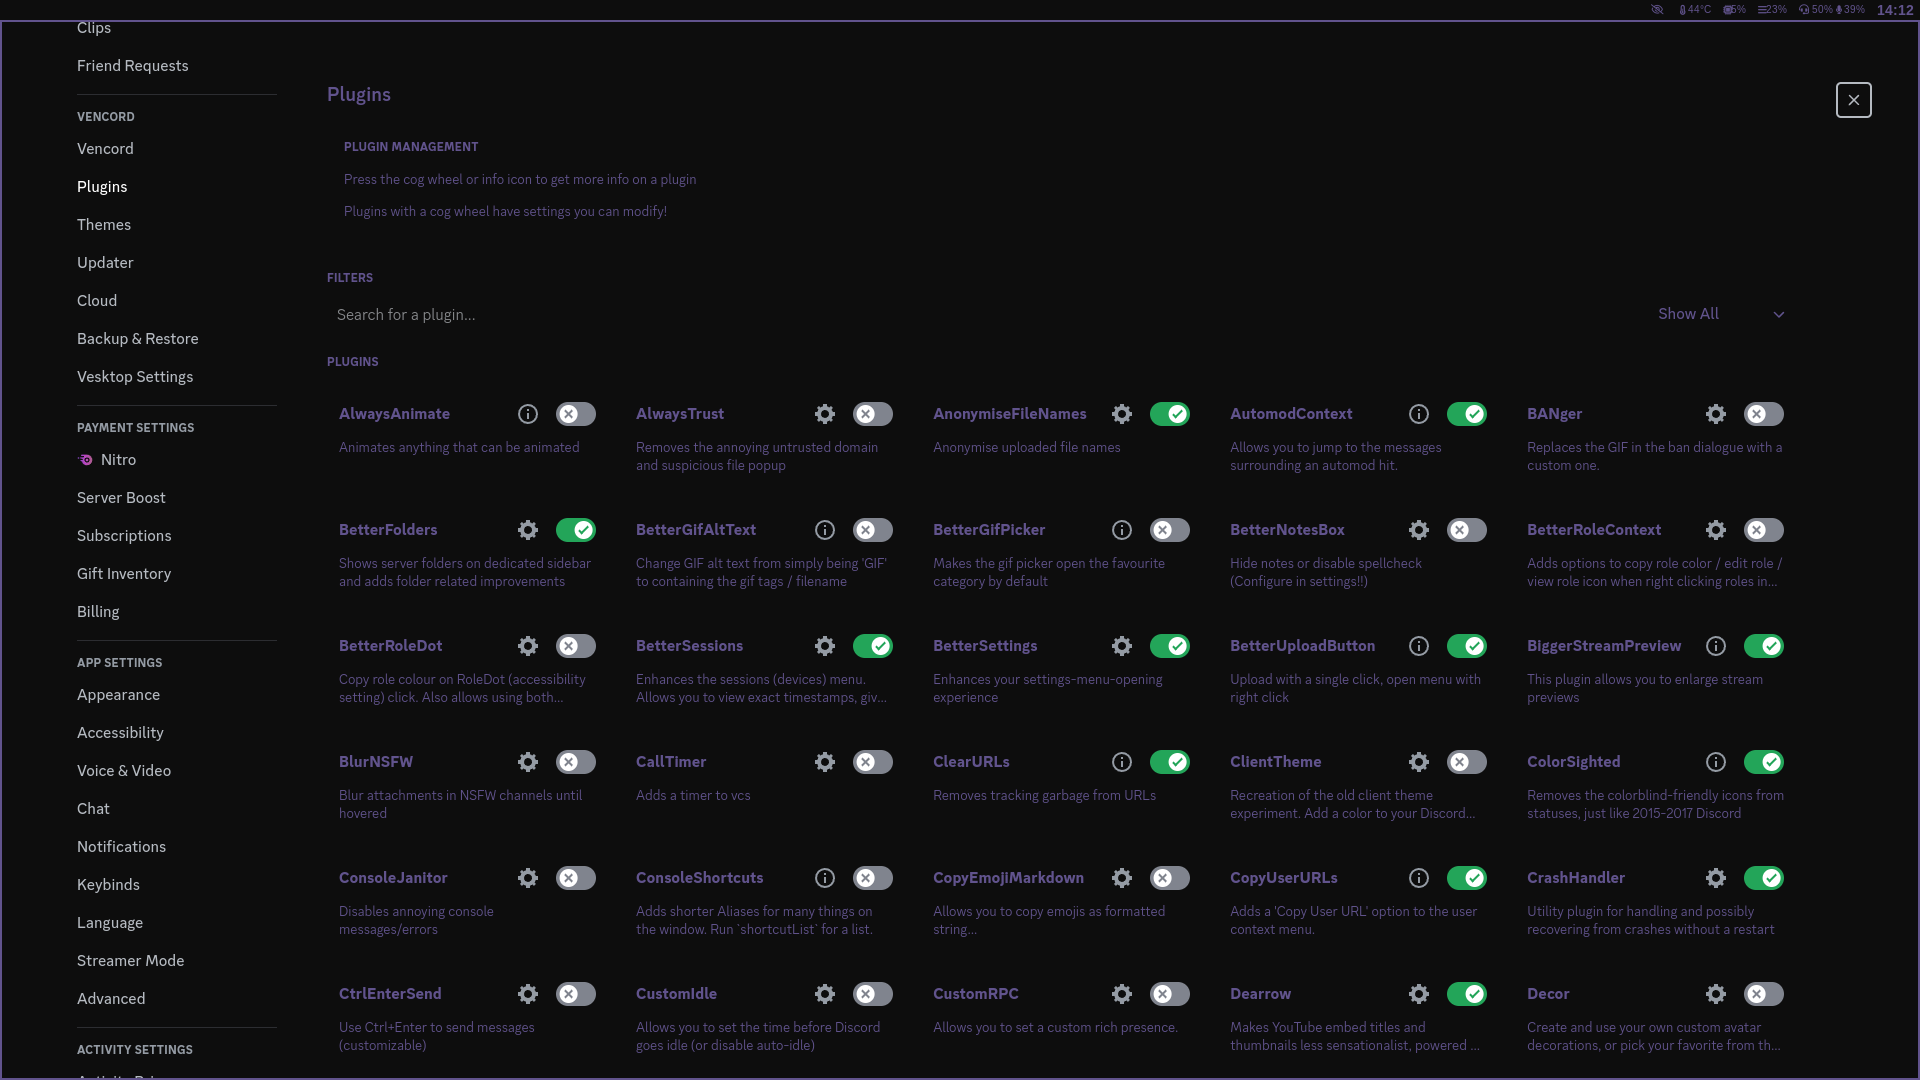 44°C 5% 23% 50% 39% 14:12
Clips
Friend Requests
VENCORD
Vencord
Plugins
Themes
Updater
Cloud
Backup & Restore
Vesktop Settings
PAYMENT SETTINGS
Nitro
Server Boost
Subscriptions
Gift Inventory
Billing
APP SETTINGS
Appearance
Accessibility
Voice & Video
Chat
Notifications
Keybinds
Language
Streamer Mode
Advanced
ACTIVITY SETTINGS
Plugins
PLUGIN MANAGEMENT
Press the cog wheel or info icon to get more info on a plugin
Plugins with a cog wheel have settings you can modify!
FILTERS
Search for a plugin...
Show All
PLUGINS
AlwaysAnimate
Animates anything that can be animated
AlwaysTrust
Removes the annoying untrusted domain
and suspicious file popup
AnonymiseFileNames
Anonymise uploaded file names
AutomodContext
Allows you to jump to the messages
surrounding an automod hit.
BANger
Replaces the GIF in the ban dialogue with a
custom one.
BetterFolders
Shows server folders on dedicated sidebar
and adds folder related improvements
BetterGifAltText
Change GIF alt text from simply being 'GIF'
to containing the gif tags / filename
BetterGifPicker
Makes the gif picker open the favourite
category by default
BetterNotesBox
Hide notes or disable spellcheck
(Configure in settings!!)
BetterRoleContext
Adds options to copy role color / edit role /
view role icon when right clicking roles in...
BetterRoleDot
Copy role colour on RoleDot (accessibility
setting) click. Also allows using both...
BetterSessions
Enhances the sessions (devices) menu.
Allows you to view exact timestamps, giv...
BetterSettings
Enhances your settings-menu-opening
experience
BetterUploadButton
Upload with a single click, open menu with
right click
BiggerStreamPreview
This plugin allows you to enlarge stream
previews
BlurNSFW
Blur attachments in NSFW channels until
hovered
CallTimer
Adds a timer to vcs
ClearURLs
Removes tracking garbage from URLs
ClientTheme
Recreation of the old client theme
experiment. Add a color to your Discord...
ColorSighted
Removes the colorblind-friendly icons from
statuses, just like 2015-2017 Discord
ConsoleJanitor
Disables annoying console
messages/errors
ConsoleShortcuts
Adds shorter Aliases for many things on
the window. Run `shortcutList` for a list.
CopyEmojiMarkdown
Allows you to copy emojis as formatted
string...
CopyUserURLs
Adds a 'Copy User URL' option to the user
context menu.
CrashHandler
Utility plugin for handling and possibly
recovering from crashes without a restart
CtrlEnterSend
Use Ctrl+Enter to send messages
(customizable)
CustomIdle
Allows you to set the time before Discord
goes idle (or disable auto-idle)
CustomRPC
Allows you to set a custom rich presence.
Dearrow
Makes YouTube embed titles and
thumbnails less sensationalist, powered ...
Decor
Create and use your own custom avatar
decorations, or pick your favorite from th...